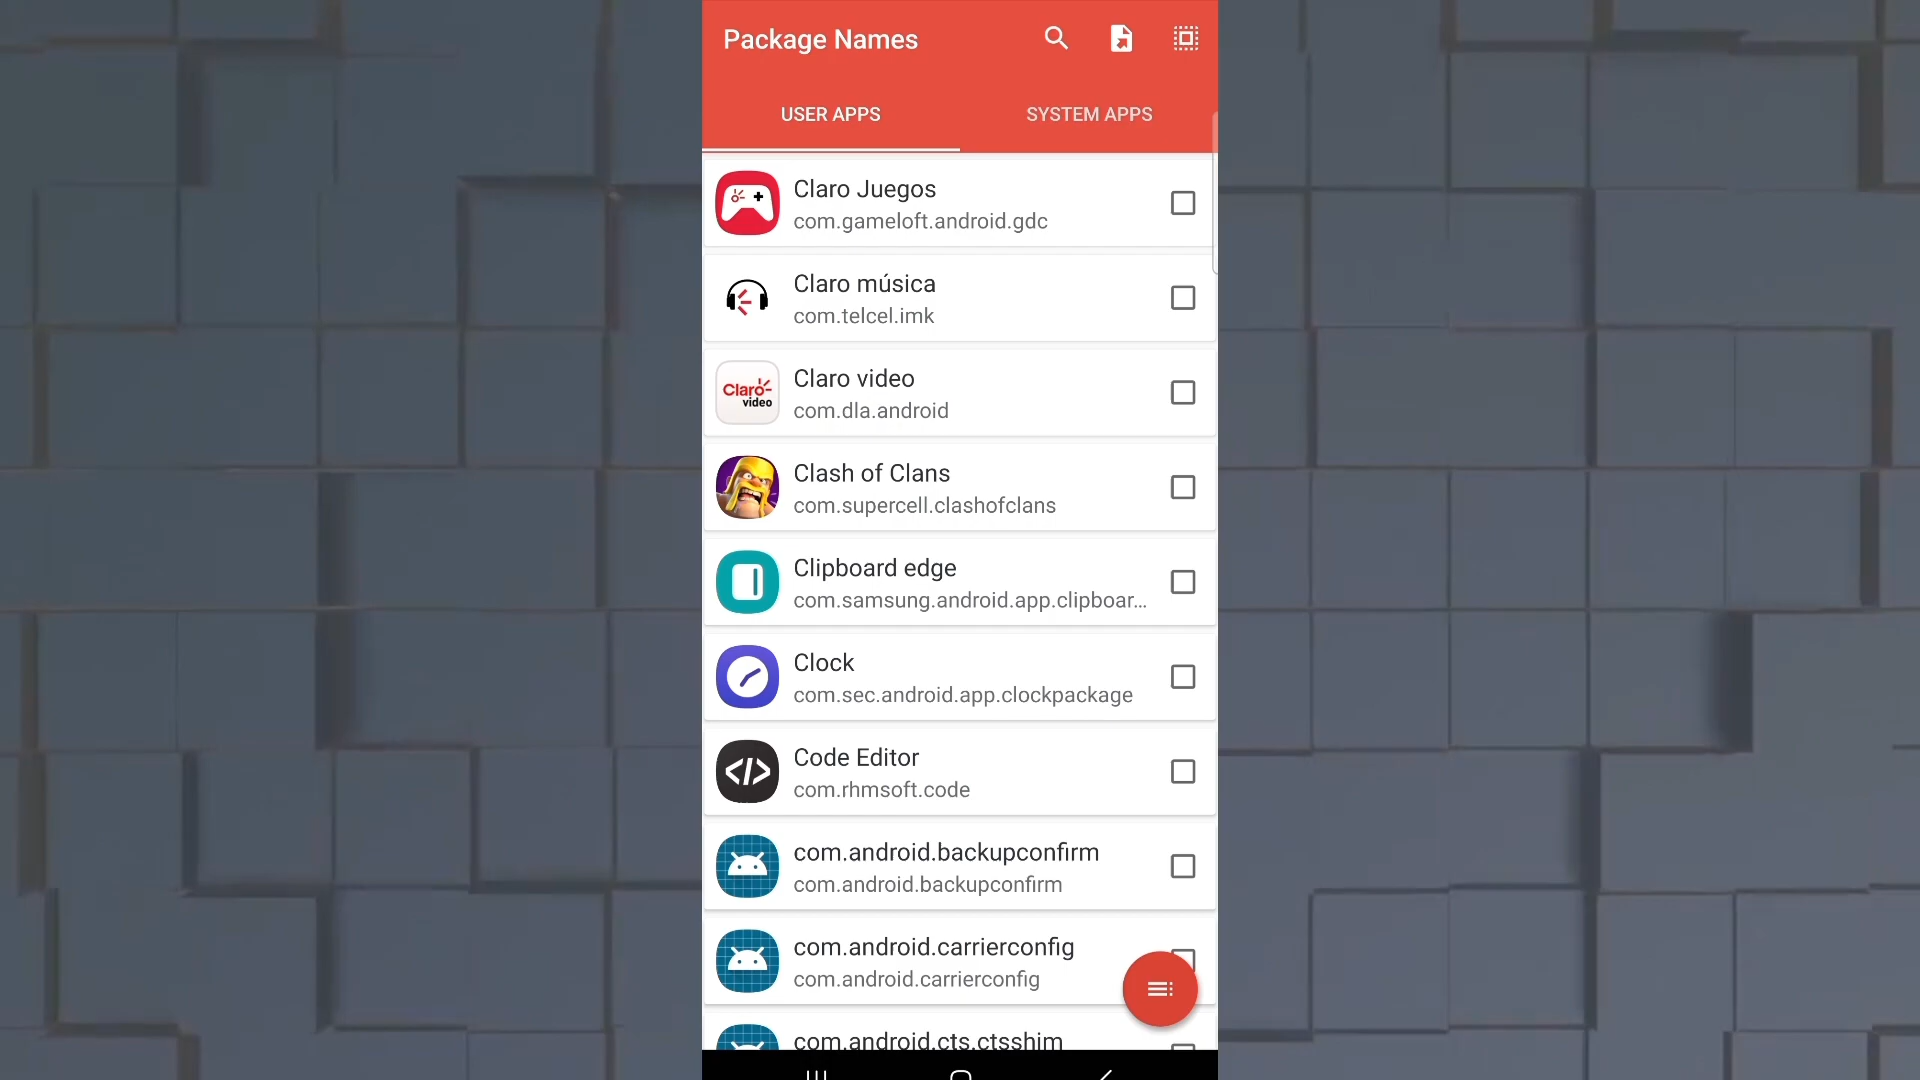 Package Names
USER APPS
SYSTEM APPS
Claro Juegos
com.gameloft.android.gdc
Claro música
com.telcel.imk
Claro video
Claro video
com.dla.android
Clash of Clans
com.supercell.clashofclans
Clipboard edge
com.samsung.android.app.clipboar...
Clock
com.sec.android.app.clockpackage
Code Editor
com.rhmsoft.code
com.android.backupconfirm
com.android.backupconfirm
com.android.carrierconfig
com.android.carrierconfig
com.android.cts.ctsshim